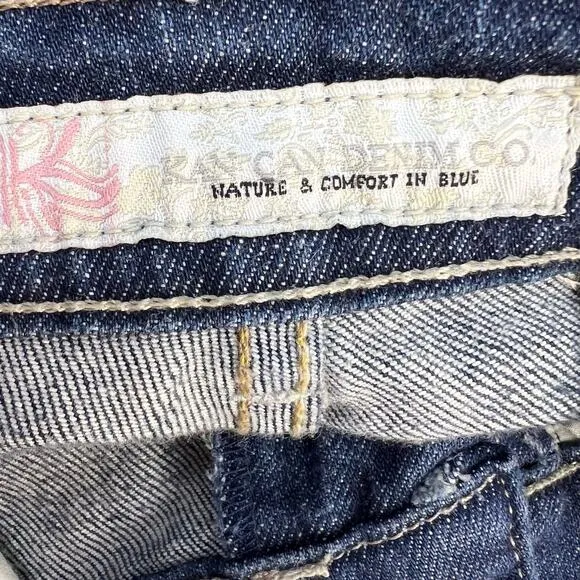 KAN CAN DENIM CO.
NATURE & COMFORT IN BLUE